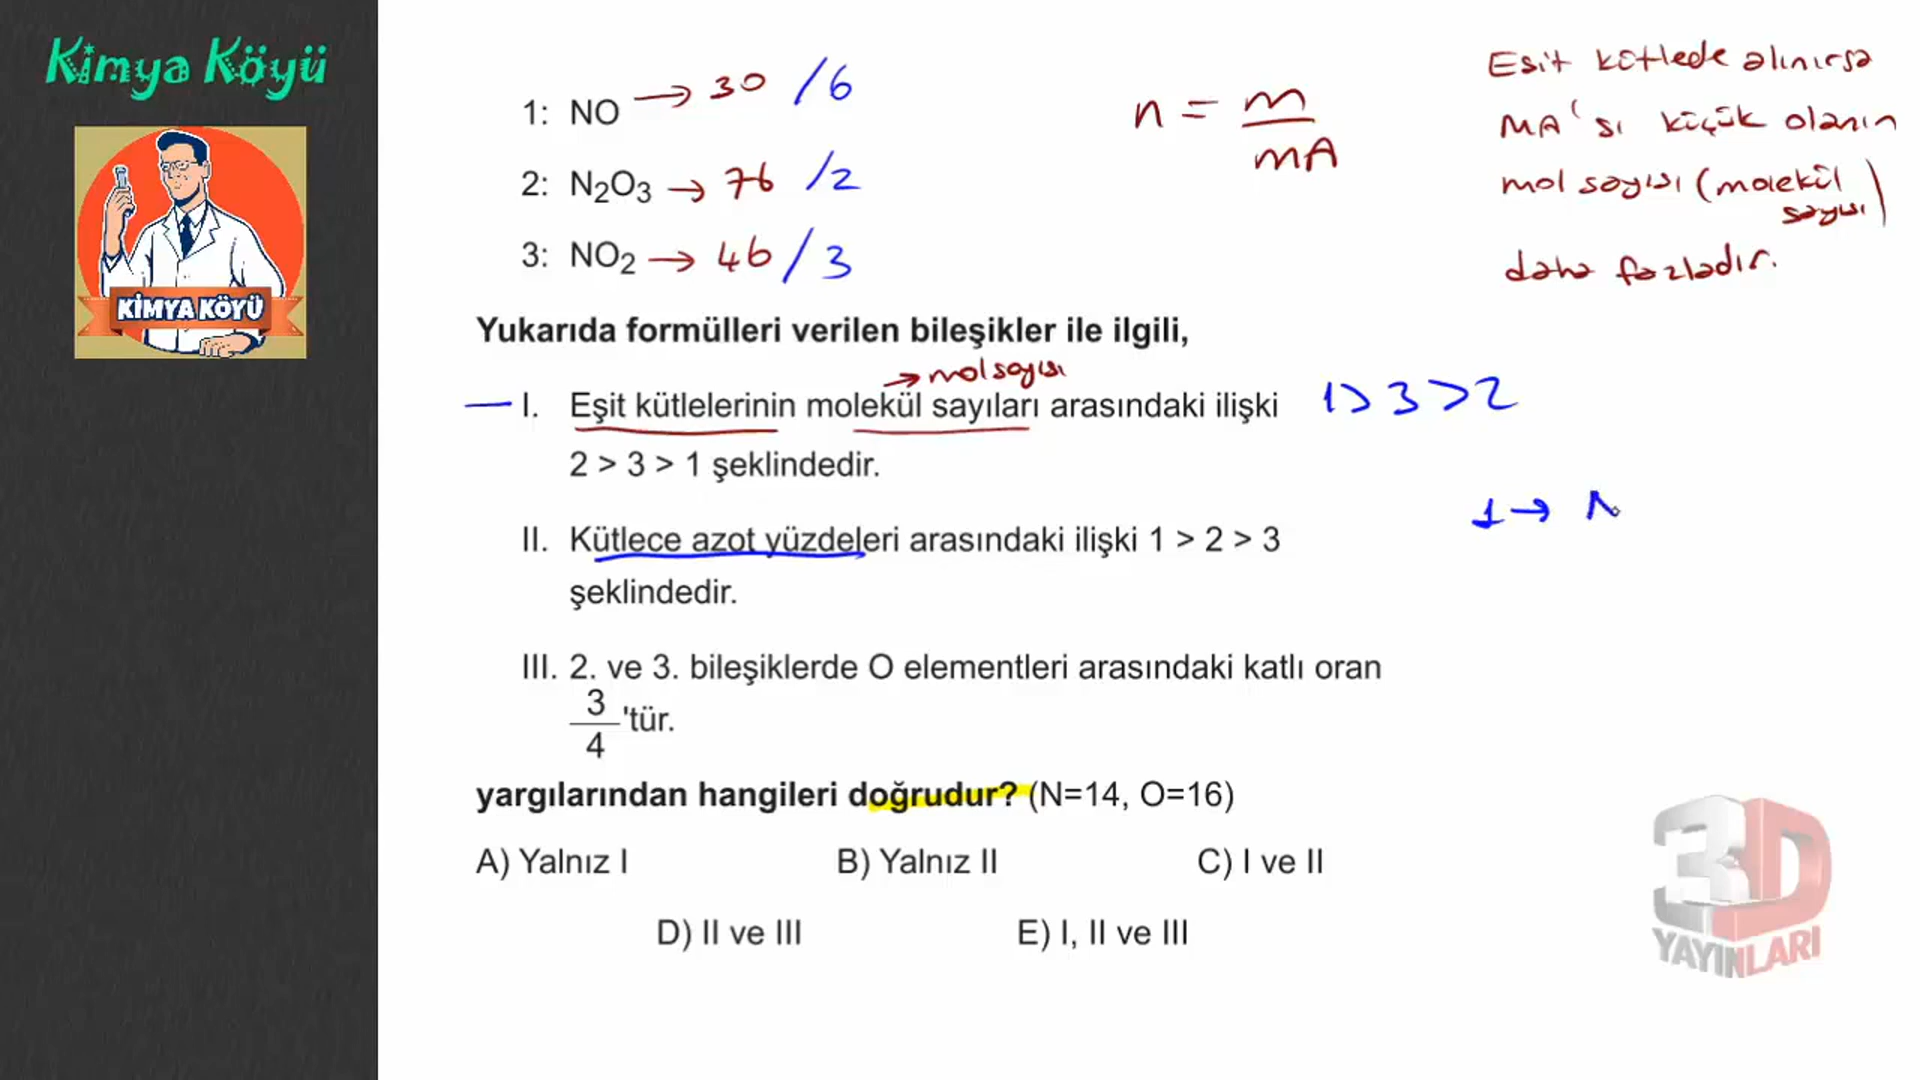 Kimya Köyü
KİMYA KÖYÜ
1: NO → 30 /6
2: N2O3 → 76 /2
3: NO2 → 46 /3
n = m / MA
Esit kütlede alınırsa
MA'sı küçük olanın
mol sayısı (molekül
sayısı)
daha fazladır.
Yukarıda formülleri verilen bileşikler ile ilgili,
→ mol sayısı
I. Eşit kütlelerinin molekül sayıları arasındaki ilişki 1 > 3 > 2
2 > 3 > 1 şeklindedir.
1 → N
II. Kütlece azot yüzdeleri arasındaki ilişki 1 > 2 > 3
şeklindedir.
III. 2. ve 3. bileşiklerde O elementleri arasındaki katlı oran
3/4 'tür.
yargılarından hangileri doğrudur? (N=14, O=16)
A) Yalnız I B) Yalnız II C) I ve II
D) II ve III E) I, II ve III
3D
YAYINLARI